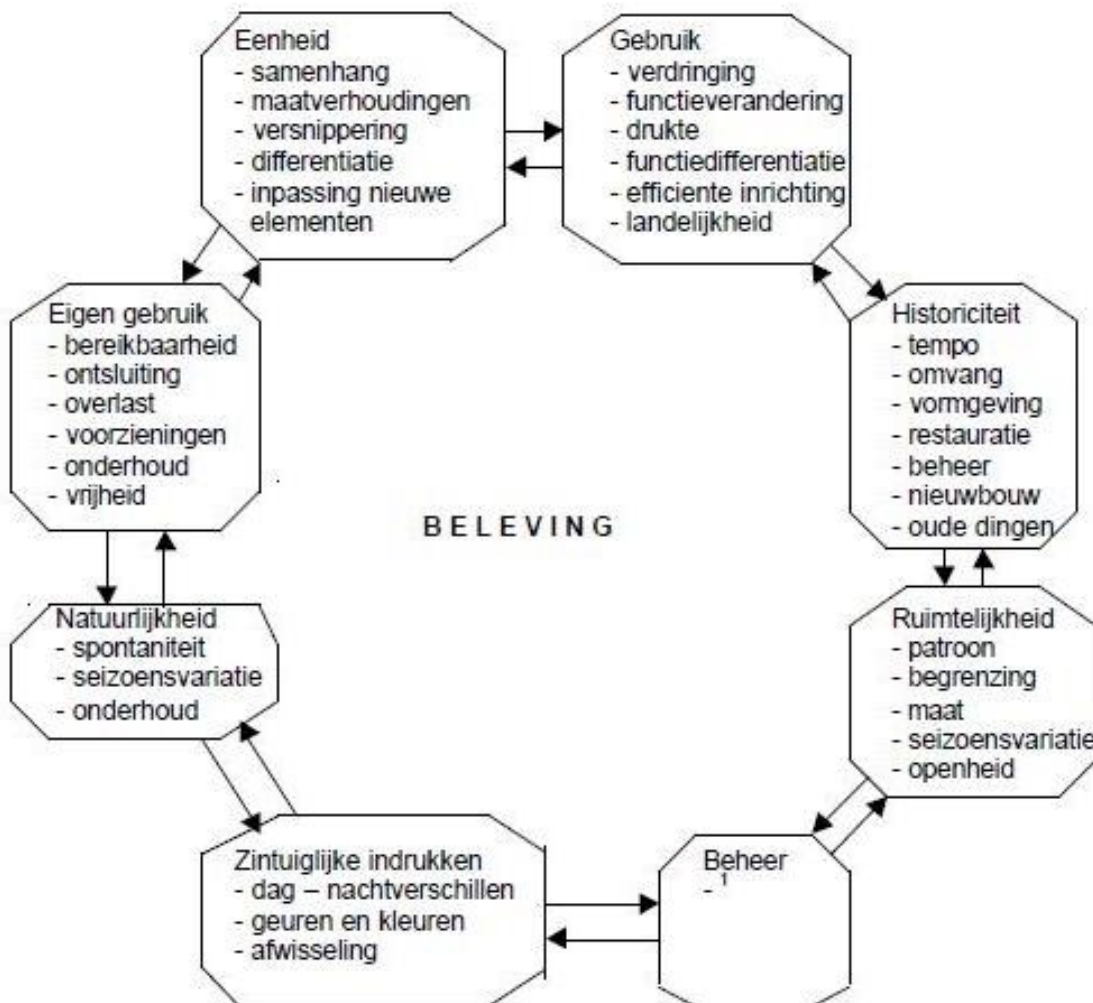 Eenheid
- samenhang
- maatverhoudingen
- versnippering
- differentiatie
- inpassing nieuwe
elementen
Gebruik
- verdringing
- functieverandering
- drukte
- functiedifferentiatie
- efficiente inrichting
- landelijkheid
Eigen gebruik
- bereikbaarheid
- ontsluiting
- overlast
- voorzieningen
- onderhoud
- vrijheid
Historiciteit
- tempo
- omvang
- vormgeving
- restauratie
- beheer
- nieuwbouw
- oude dingen
BELEVING
Natuurlijkheid
- spontaniteit
- seizoensvariatie
- onderhoud
Ruimtelijkheid
- patroon
- begrenzing
- maat
- seizoensvariatie
- openheid
Zintuiglijke indrukken
- dag – nachtverschillen
- geuren en kleuren
- afwisseling
Beheer
- ¹